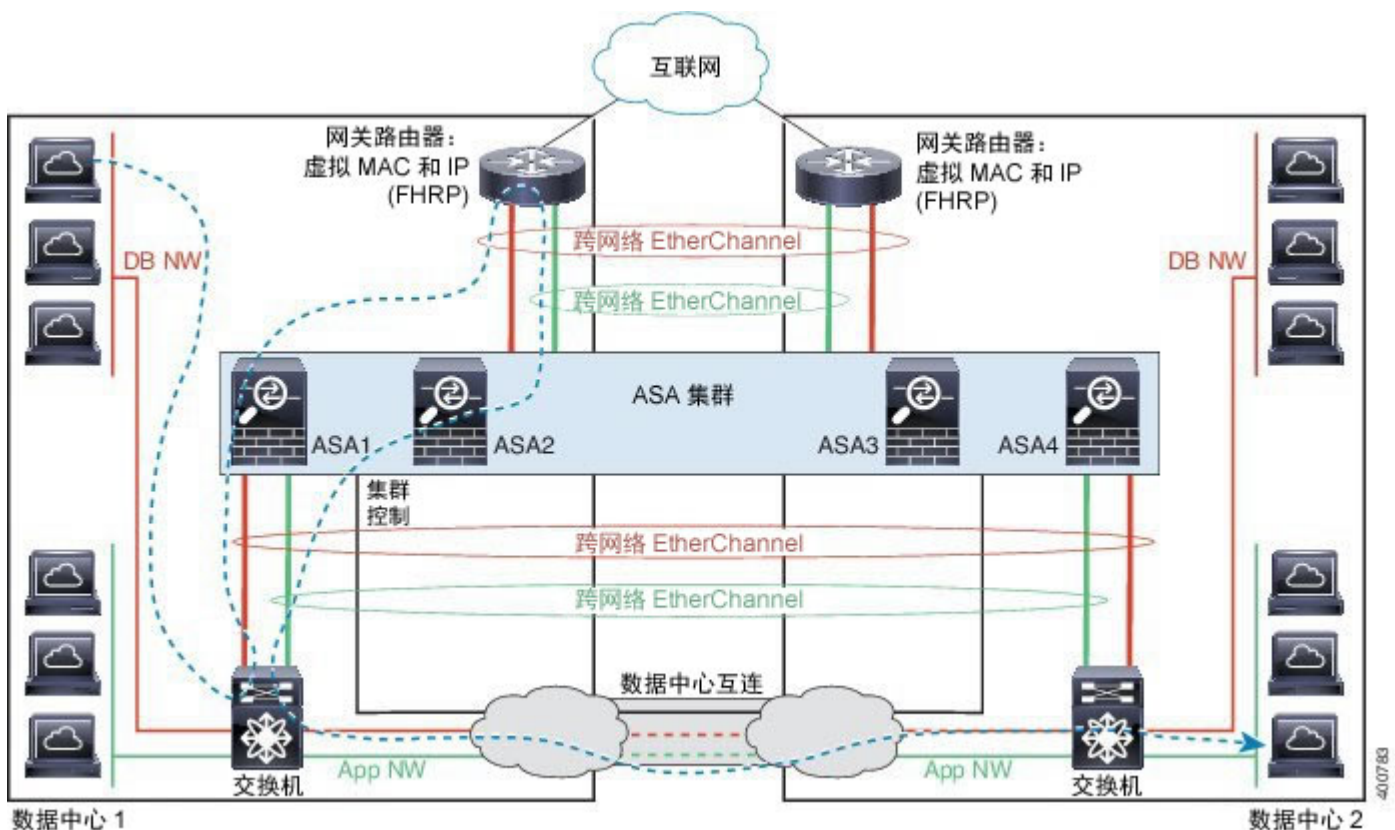 互联网
网关路由器：
虚拟 MAC 和 IP
(FHRP)
网关路由器：
虚拟 MAC 和 IP
(FHRP)
跨网络 EtherChannel
DB NW
DB NW
跨网络 EtherChannel
ASA 集群
ASA1
ASA2
ASA3
ASA4
集群
控制
跨网络 EtherChannel
跨网络 EtherChannel
数据中心互连
App NW
App NW
交换机
交换机
400783
数据中心 1
数据中心 2